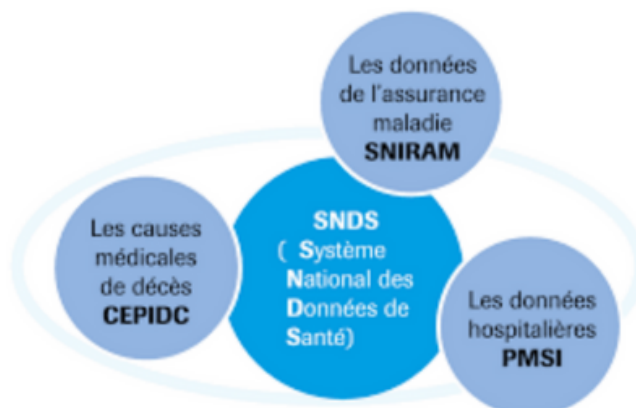 Les données
de l'assurance
maladie
SNIRAM
SNDS
( Système
National des
Données de
Santé)
Les causes
médicales
de décès
CEPIDC
Les données
hospitalières
PMSI